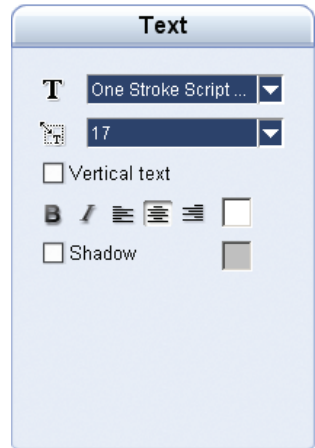 Text
T One Stroke Script ...
T 17
Vertical text
B I
Shadow